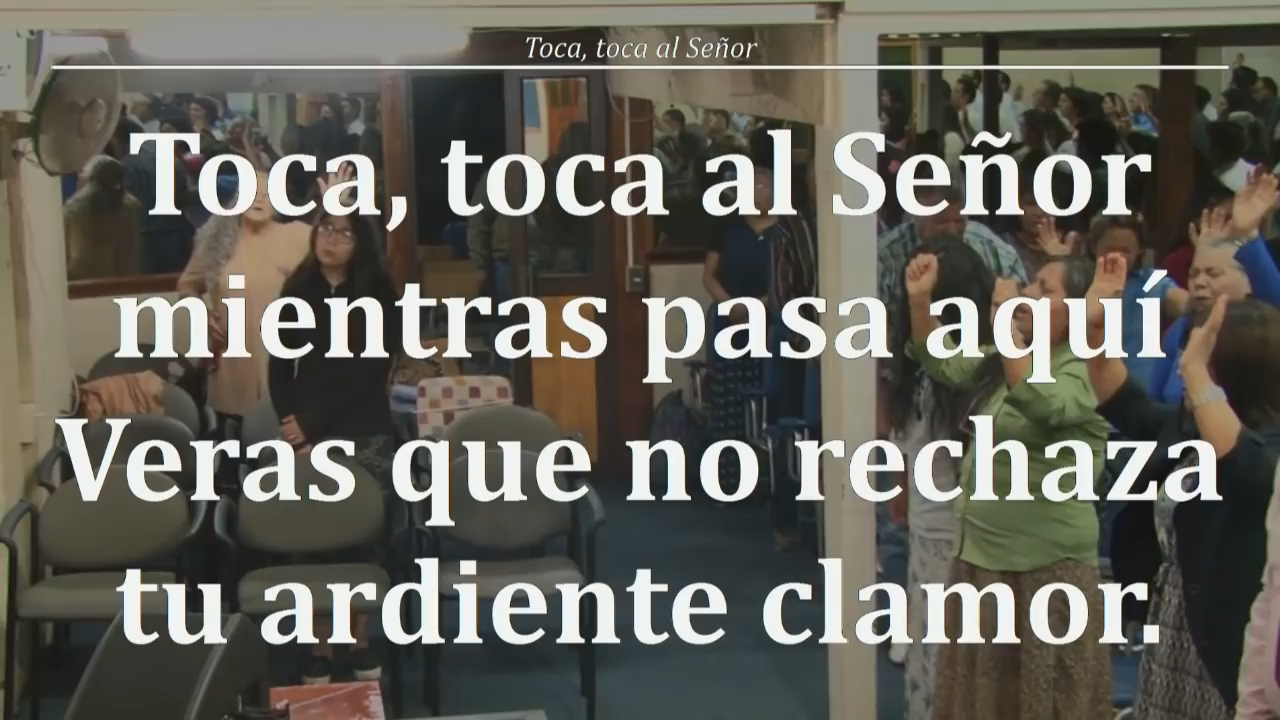 Toca, toca al Señor
Toca, toca al Señor
mientras pasa aquí
Veras que no rechaza
tu ardiente clamor.